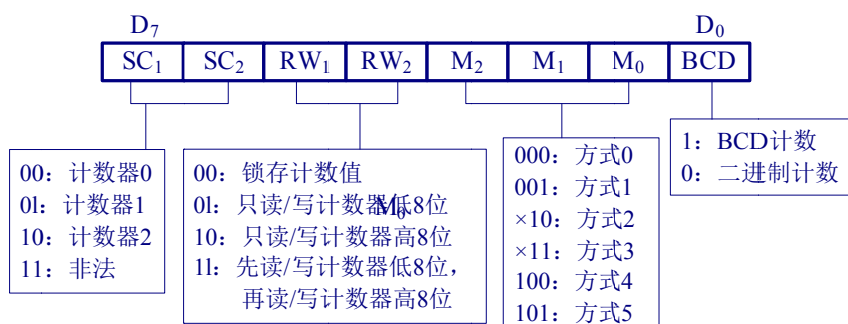 D₇ D₀
SC₁ SC₂ RW₁ RW₂ M₂ M₁ M₀ BCD
00：计数器0
0l：计数器1
10：计数器2
11：非法
00：锁存计数值
0l：只读/写计数器低8位
M₀
10：只读/写计数器高8位
1l：先读/写计数器低8位，
再读/写计数器高8位
000：方式0
001：方式1
×10：方式2
×11：方式3
100：方式4
101：方式5
1：BCD计数
0：二进制计数